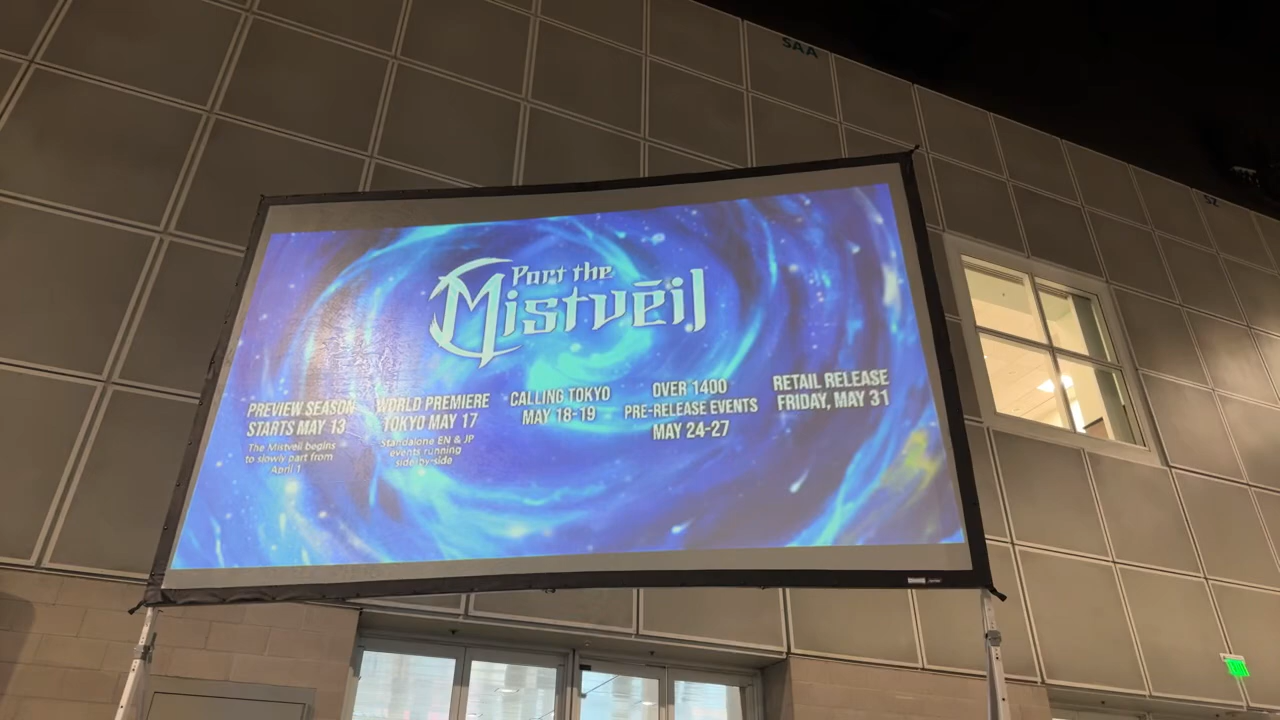 SAA
SZ
Part the
Mistvēil
PREVIEW SEASON
STARTS MAY 13
The Mistveil begins
to slowly part from
April 1
WORLD PREMIERE
TOKYO MAY 17
Standalone EN & JP
events running
side-by-side
CALLING TOKYO
MAY 18-19
OVER 1400
PRE-RELEASE EVENTS
MAY 24-27
RETAIL RELEASE
FRIDAY, MAY 31